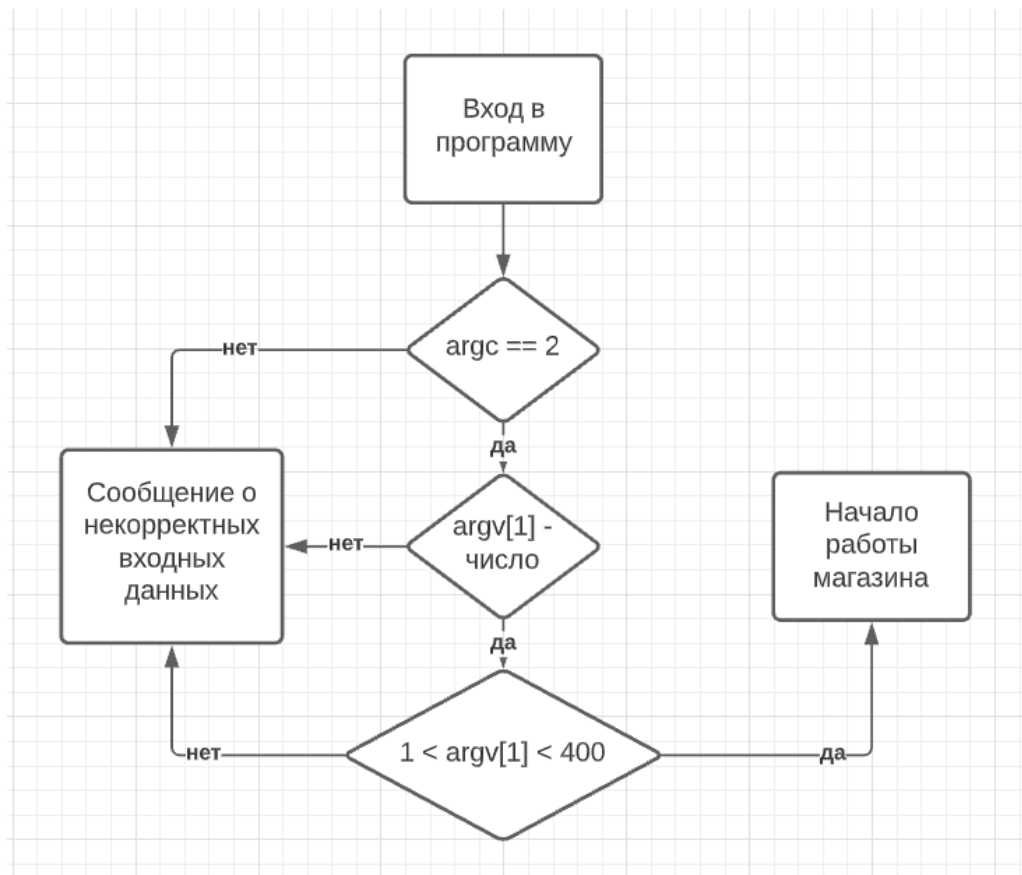 Вход в
программу
argc == 2
нет
да
Сообщение о
некорректных
входных
данных
нет
argv[1] -
число
Начало
работы
магазина
да
1 < argv[1] < 400
нет
да